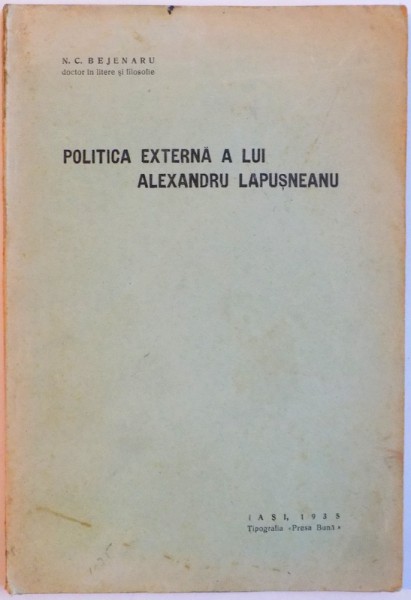 N. C. BEJENARU
doctor în litere și filosofie
POLITICA EXTERNĂ A LUI
ALEXANDRU LAPUȘNEANU
IAȘI, 1935
Tipografia «Presa Bună»